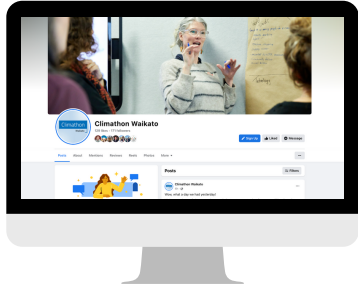 Climathon
Climathon Waikato
Sign Up
Liked
Message
Posts
About
Mentions
Reviews
Reels
Photos
More
Posts
Filters
Climathon Waikato
Wow, what a day we had yesterday!